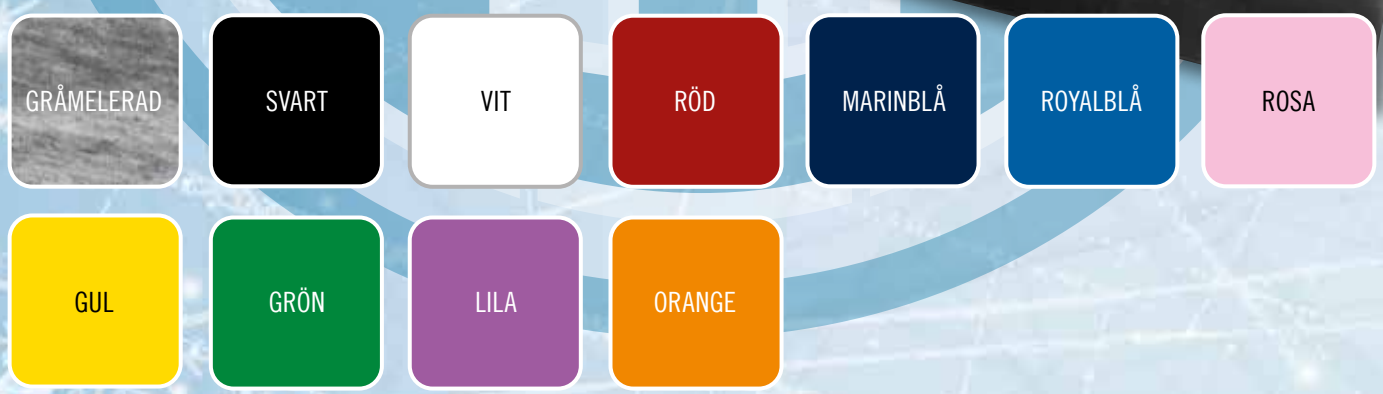 GRÅMELERAD SVART VIT RÖD MARINBLÅ ROYALBLÅ ROSA
GUL GRÖN LILA ORANGE